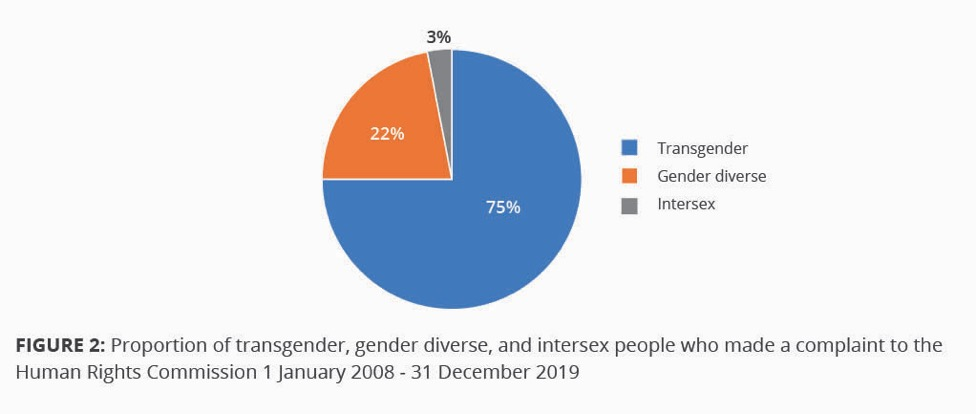 3%
22%
75%
Transgender
Gender diverse
Intersex
FIGURE 2: Proportion of transgender, gender diverse, and intersex people who made a complaint to the
Human Rights Commission 1 January 2008 - 31 December 2019